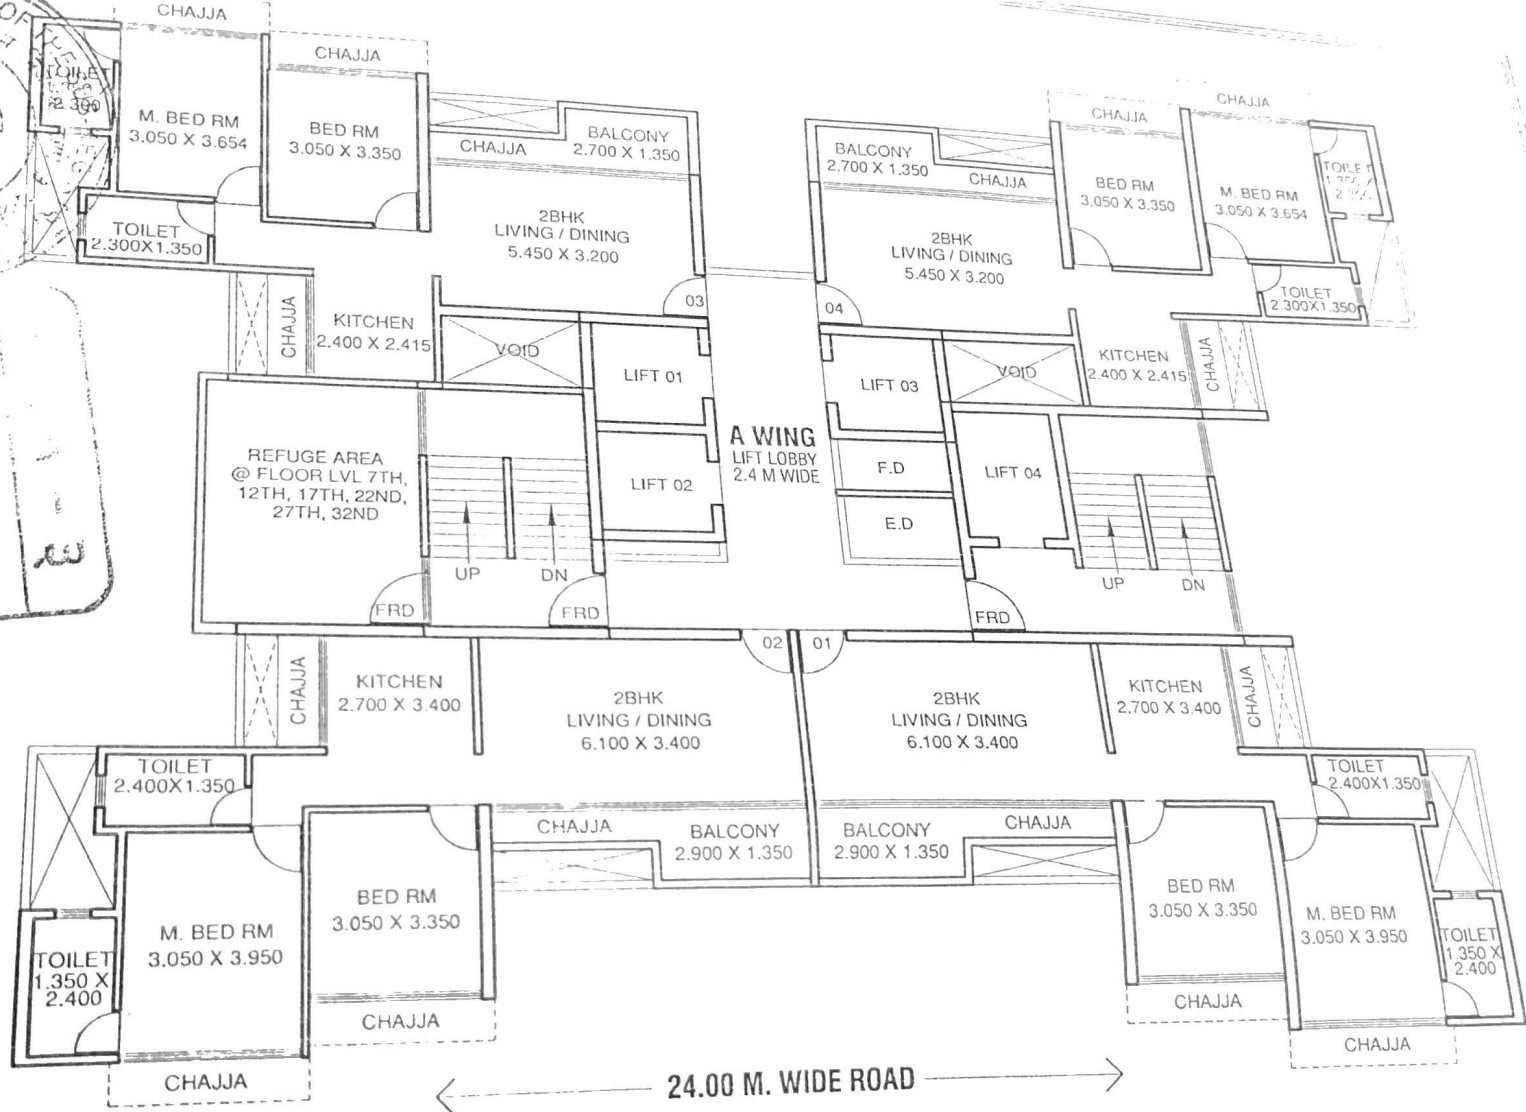 CHAJJA
CHAJJA
TOILET
2.300
M. BED RM
3.050 X 3.654
BED RM
3.050 X 3.350
CHAJJA
BALCONY
2.700 X 1.350
TOILET
2.300X1.350
2BHK
LIVING / DINING
5.450 X 3.200
03
CHAJJA
KITCHEN
2.400 X 2.415
VOID
LIFT 01
LIFT 02
CHAJJA
CHAJJA
BALCONY
2.700 X 1.350
CHAJJA
BED RM
3.050 X 3.350
M. BED RM
3.050 X 3.654
TOILET
2BHK
LIVING / DINING
5.450 X 3.200
04
TOILET
2.300X1.350
KITCHEN
2.400 X 2.415
CHAJJA
VOID
LIFT 03
A WING
LIFT LOBBY
2.4 M WIDE
F.D
E.D
LIFT 04
REFUGE AREA
@ FLOOR LVL 7TH,
12TH, 17TH, 22ND,
27TH, 32ND
UP
DN
FRD
FRD
UP
DN
FRD
02
01
CHAJJA
KITCHEN
2.700 X 3.400
2BHK
LIVING / DINING
6.100 X 3.400
2BHK
LIVING / DINING
6.100 X 3.400
KITCHEN
2.700 X 3.400
CHAJJA
TOILET
2.400X1.350
CHAJJA
BALCONY
2.900 X 1.350
BALCONY
2.900 X 1.350
CHAJJA
TOILET
2.400X1.350
BED RM
3.050 X 3.350
M. BED RM
3.050 X 3.950
TOILET
1.350 X
2.400
CHAJJA
CHAJJA
BED RM
3.050 X 3.350
M. BED RM
3.050 X 3.950
TOILET
1.350 X
2.400
CHAJJA
CHAJJA
24.00 M. WIDE ROAD